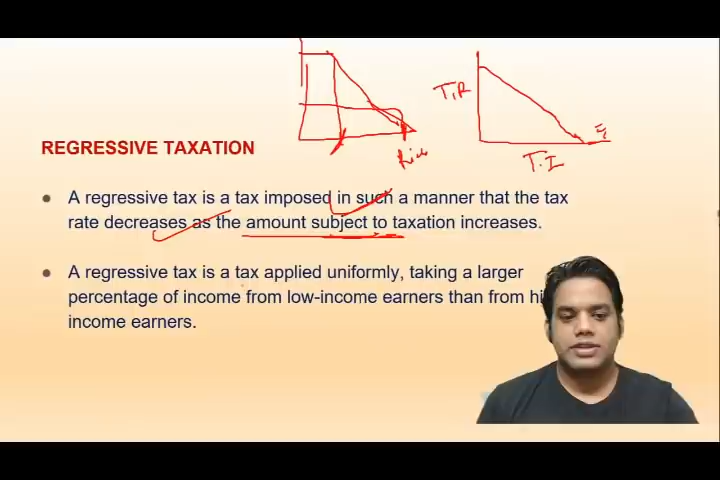 T.R
T.I
REGRESSIVE TAXATION
● A regressive tax is a tax imposed in such a manner that the tax
rate decreases as the amount subject to taxation increases.
● A regressive tax is a tax applied uniformly, taking a larger
percentage of income from low-income earners than from hi
income earners.